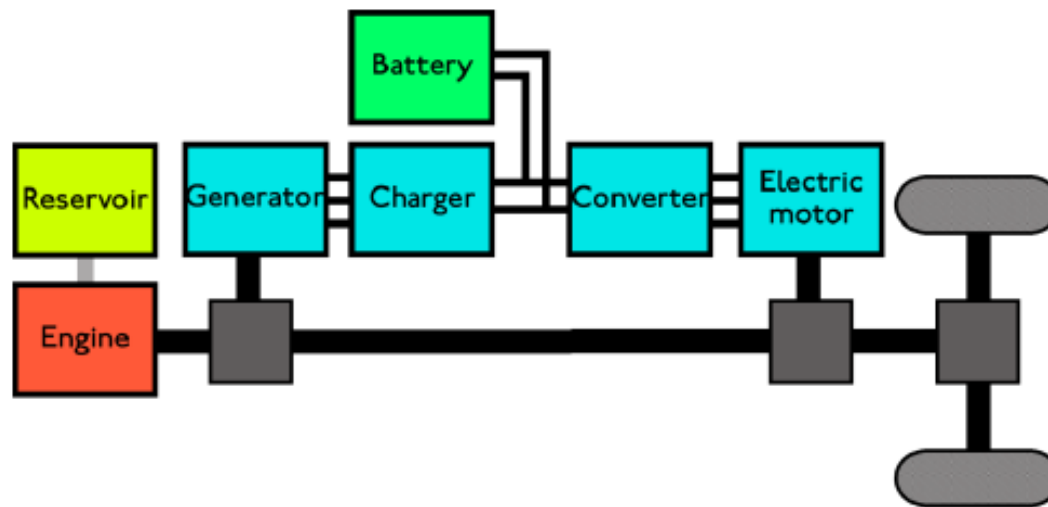 Battery
Reservoir
Generator
Charger
Converter
Electric
motor
Engine